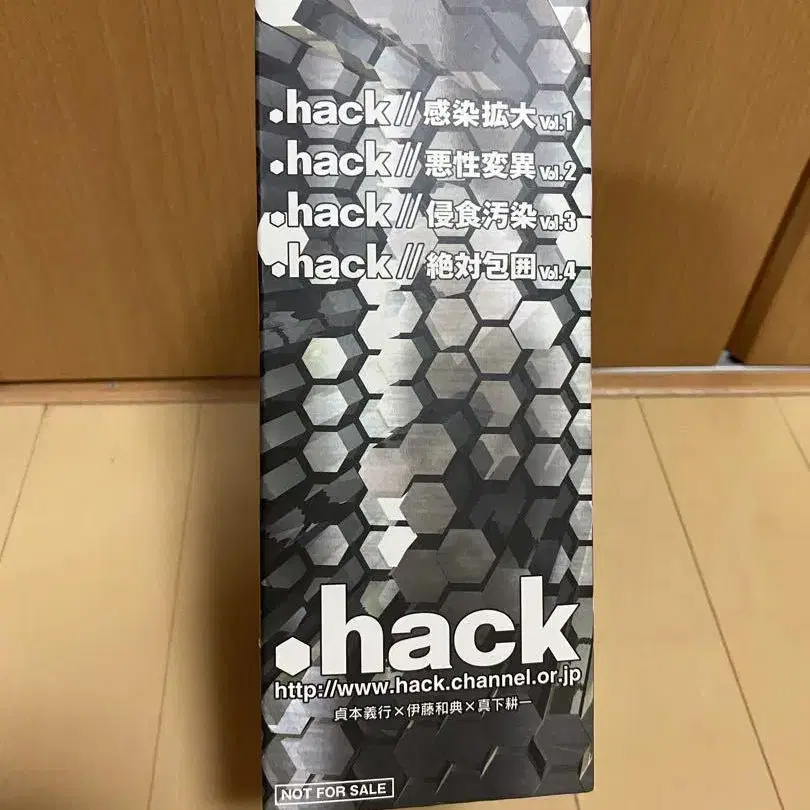 .hack//感染拡大 Vol.1
.hack//悪性変異 Vol.2
.hack//侵食汚染 Vol.3
.hack//絶対包囲 Vol.4
.hack
http://www.hack.channel.or.jp
貞本義行×伊藤和典×真下耕一
NOT FOR SALE